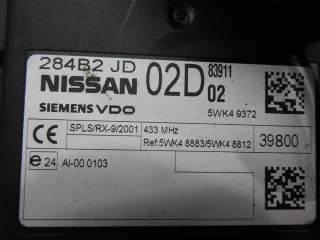 284B2 JD 02D 83911
NISSAN 02
SIEMENS VDO 5WK4 9372
CE SPLS/RX-9/2001 433 MHz 39800
Ref:5WK4 8883/5WK4 8812
e 24 AI-00 0103